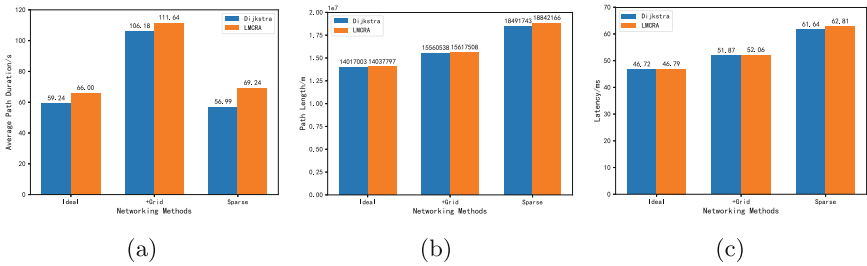 120
100
80
60
40
20
0
Average Path Duration/s
Dijkstra
LMCRA
59.24
66.00
106.18
111.64
56.99
69.24
Ideal
+Grid
Sparse
Networking Methods
(a)
1e7
2.00
1.75
1.50
1.25
1.00
0.75
0.50
0.25
0.00
Path Length/m
Dijkstra
LMCRA
14017003
14037797
15560538
15617508
18491743
18842166
Ideal
+Grid
Sparse
Networking Methods
(b)
70
60
50
40
30
20
10
0
Latency/ms
Dijkstra
LMCRA
46.72
46.79
51.87
52.06
61.64
62.81
Ideal
+Grid
Sparse
Networking Methods
(c)